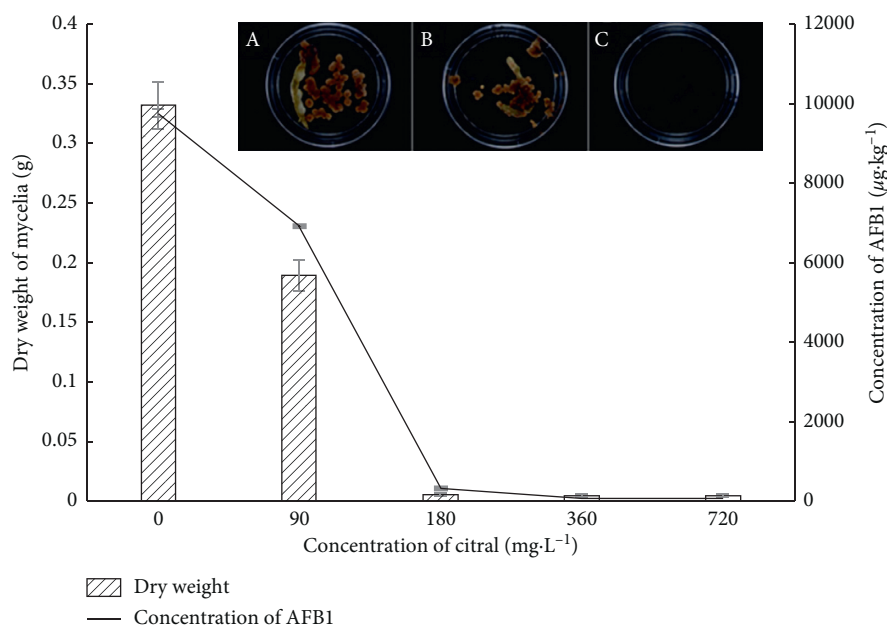 A
B
C
0.4
0.35
0.3
0.25
0.2
0.15
0.1
0.05
0
Dry weight of mycelia (g)
12000
10000
8000
6000
4000
2000
0
Concentration of AFB1 (µg·kg⁻¹)
0 90 180 360 720
Concentration of citral (mg·L⁻¹)
Dry weight
Concentration of AFB1